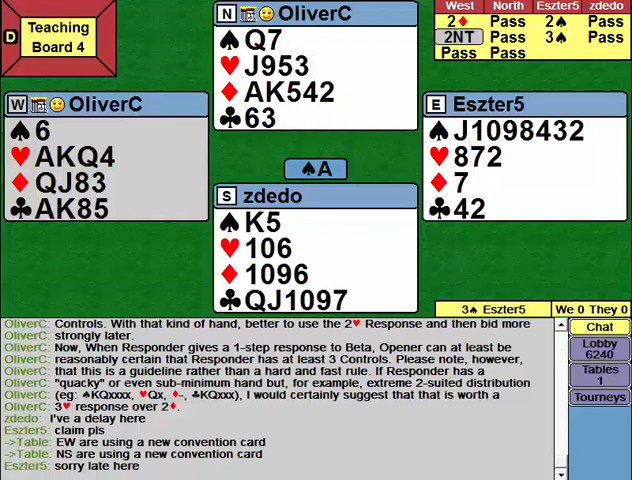 D
Teaching
Board 4
N OliverC
♠ Q7
♥ J953
♦ AK542
♣ 63
West North Eszter5 zdedo
2♦ Pass 2♠ Pass
2NT Pass 3♠ Pass
Pass Pass
W OliverC
♠ 6
♥ AKQ4
♦ QJ83
♣ AK85
E Eszter5
♠ J1098432
♥ 872
♦ 7
♣ 42
♠A
S zdedo
♠ K5
♥ 106
♦ 1096
♣ QJ1097
3♠ Eszter5 We 0 They 0
OliverC: Controls. With that kind of hand, better to use the 2♥ Response and then bid more
OliverC: strongly later.
OliverC: Now, When Responder gives a 1-step response to Beta, Opener can at least be
OliverC: reasonably certain that Responder has at least 3 Controls. Please note, however,
OliverC: that this is a guideline rather than a hard and fast rule. If Responder has a
OliverC: "quacky" or even sub-minimum hand but, for example, extreme 2-suited distribution
OliverC: (eg: ♠KQxxxx, ♥Qx, ♦-, ♣KQxxx), I would certainly suggest that that is worth a
OliverC: 3♥ response over 2♦.
zdedo: I've a delay here
Eszter5: claim pls
->Table: EW are using a new convention card
->Table: NS are using a new convention card
Eszter5: sorry late here
Chat
Lobby
6240
Tables
1
Tourneys